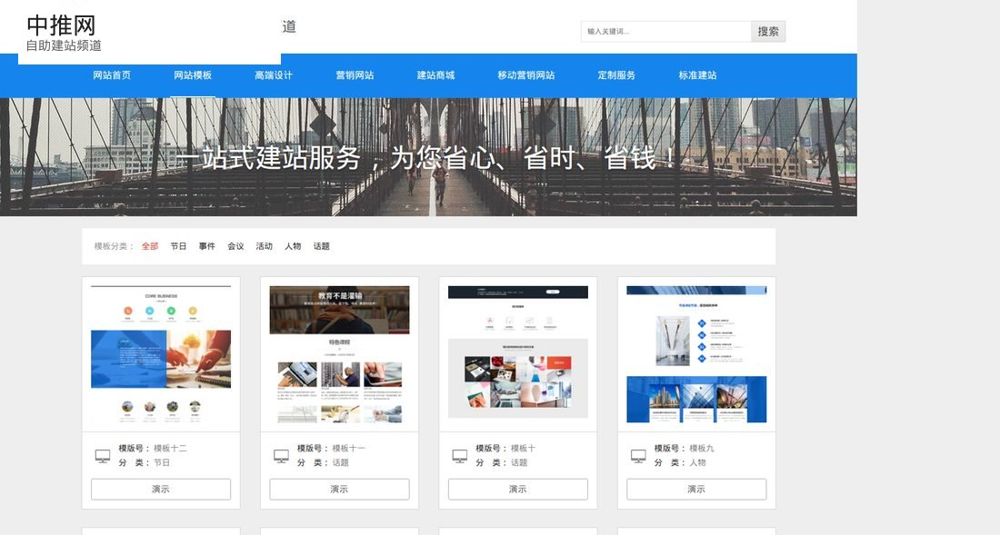 中推网
自助建站频道
道
输入关键词...
搜索
网站首页 网站模板 高端设计 营销网站 建站商城 移动营销网站 定制服务 标准建站
一站式建站服务，为您省心、省时、省钱！
模板分类： 全部 节日 事件 会议 活动 人物 话题
CORE BUSINESS
教育不是灌输
特色课程
模版号： 模板十二
分 类： 节日
演示
模版号： 模板十一
分 类： 话题
演示
模版号： 模板十
分 类： 话题
演示
模版号： 模板九
分 类： 人物
演示